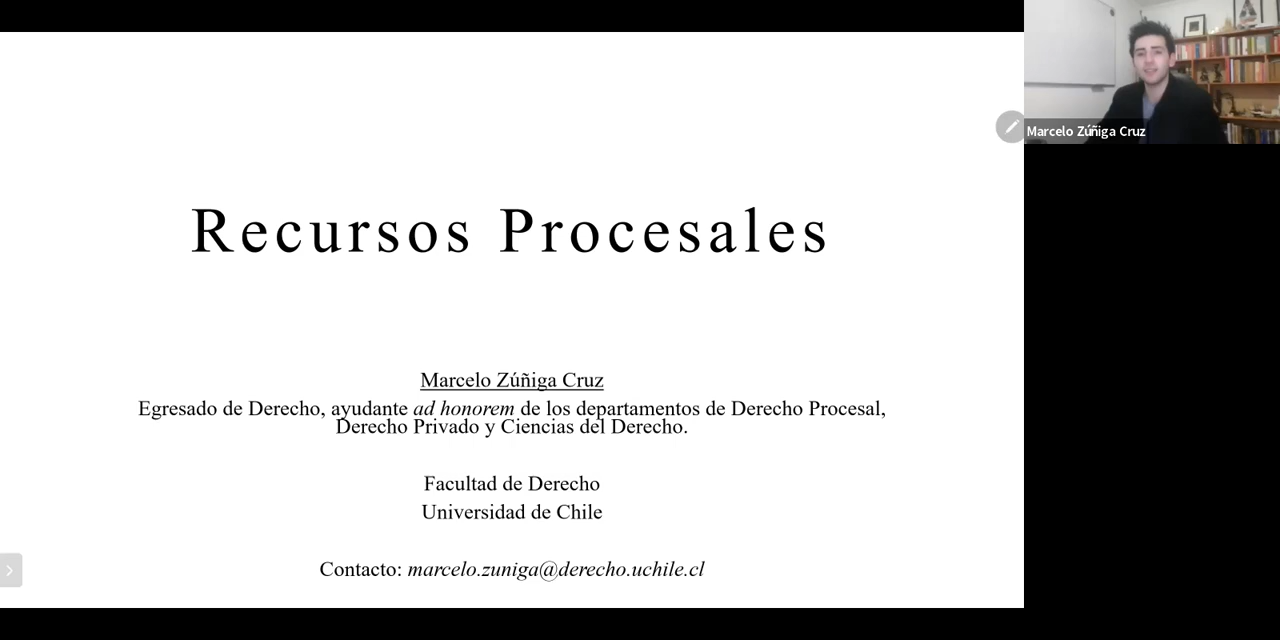 Recursos Procesales
Marcelo Zúñiga Cruz
Egresado de Derecho, ayudante ad honorem de los departamentos de Derecho Procesal,
Derecho Privado y Ciencias del Derecho.
Facultad de Derecho
Universidad de Chile
Contacto: marcelo.zuniga@derecho.uchile.cl
Marcelo Zúñiga Cruz